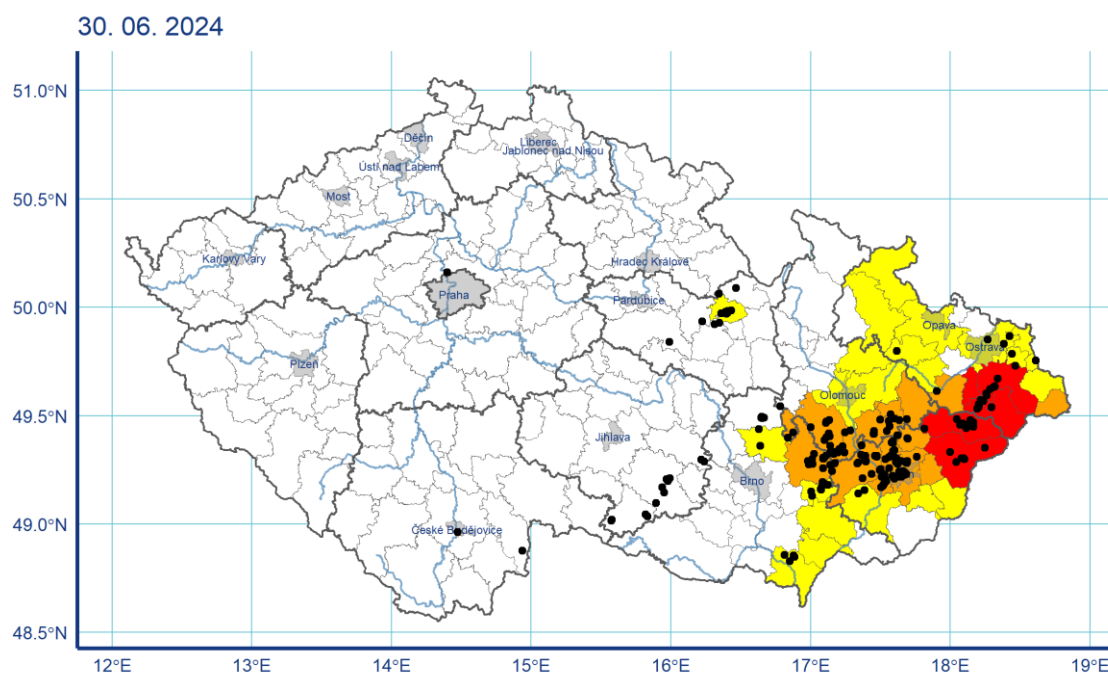 30. 06. 2024
51.0°N
Děčín
Liberec
Jablonec nad Nisou
Ústí nad Labem
50.5°N
Most
Karlovy Vary
Hradec Králové
50.0°N
Praha
Pardubice
Opava
Ostrava
Plzeň
Olomouc
49.5°N
Jihlava
Brno
49.0°N
České Budějovice
48.5°N
12°E
13°E
14°E
15°E
16°E
17°E
18°E
19°E